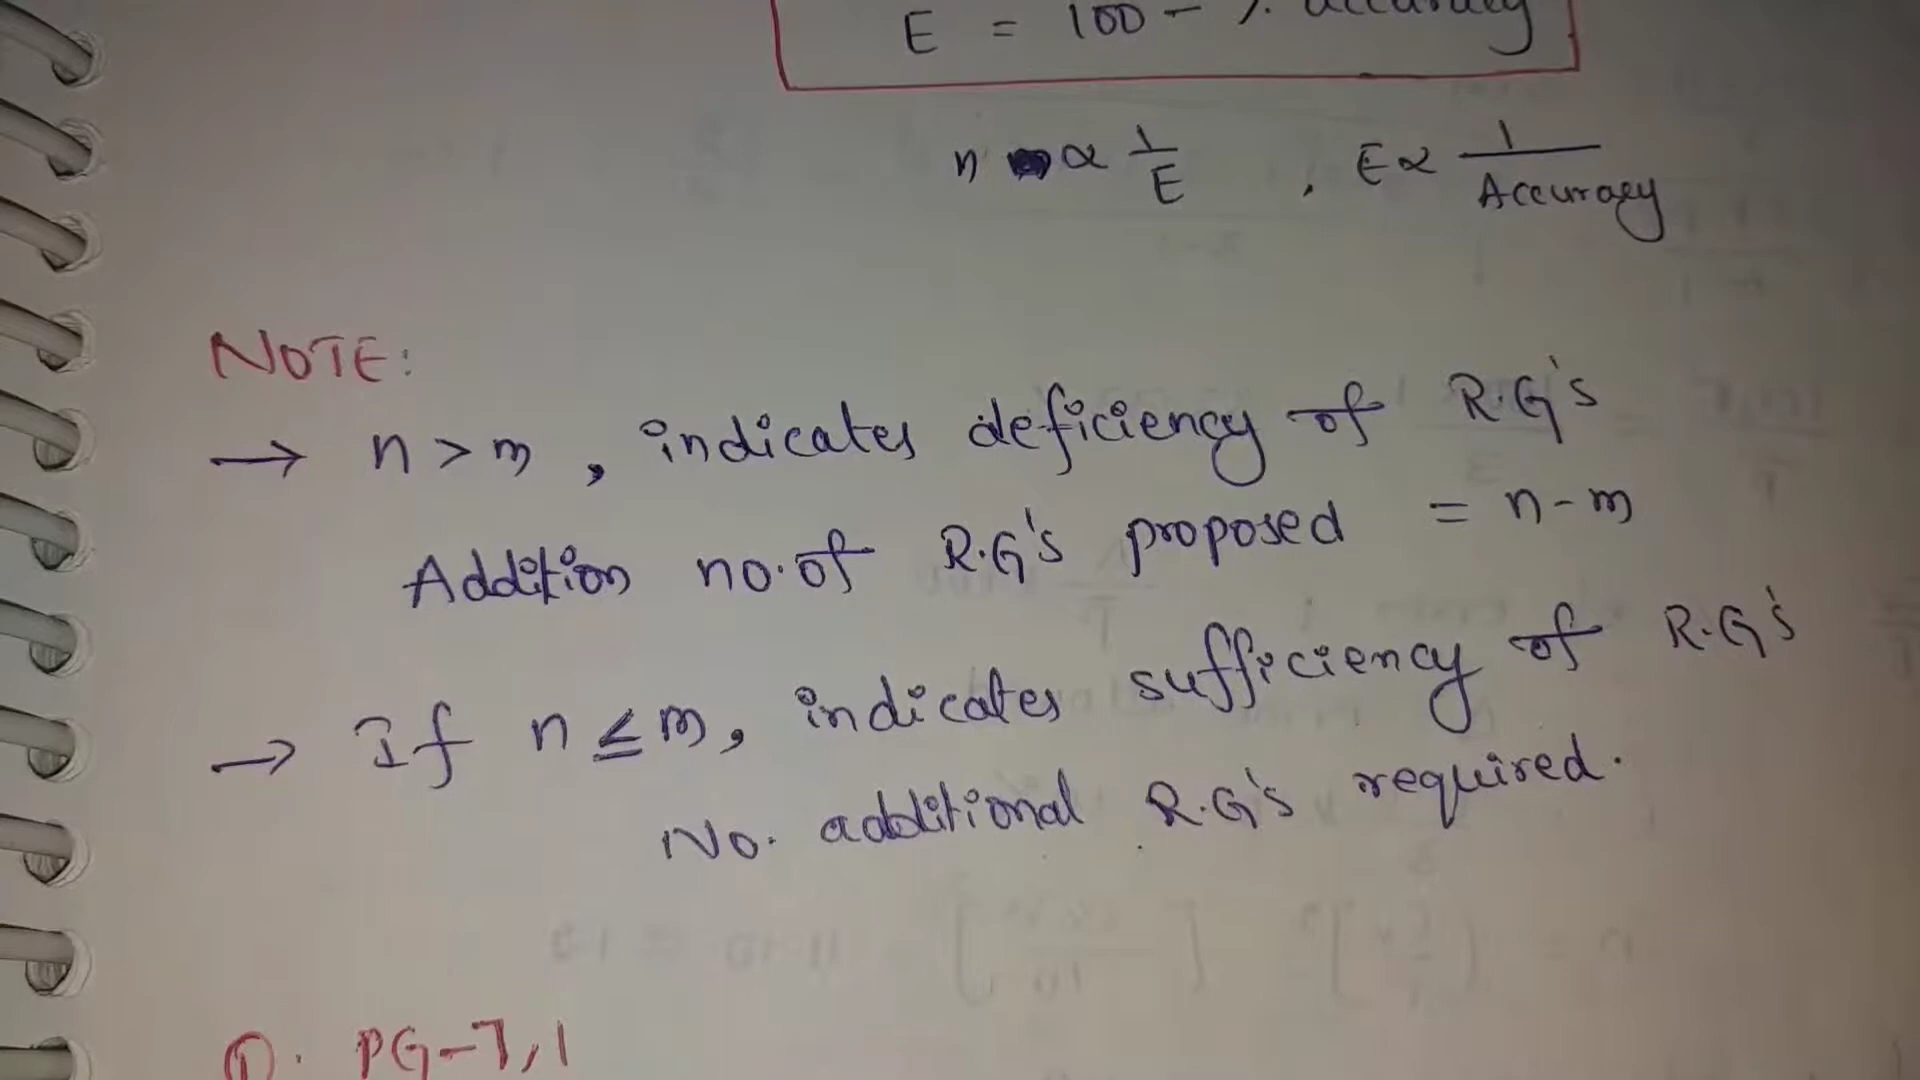 E = 100 - % accuracy
n ∝ 1/E , E ∝ 1/Accuracy
NOTE:
→ n > m , indicates deficiency of R.G's
Addition no. of R.G's proposed = n - m
→ If n ≤ m, indicates sufficiency of R.G's
No. additional R.G's required.
①. PG-7,1